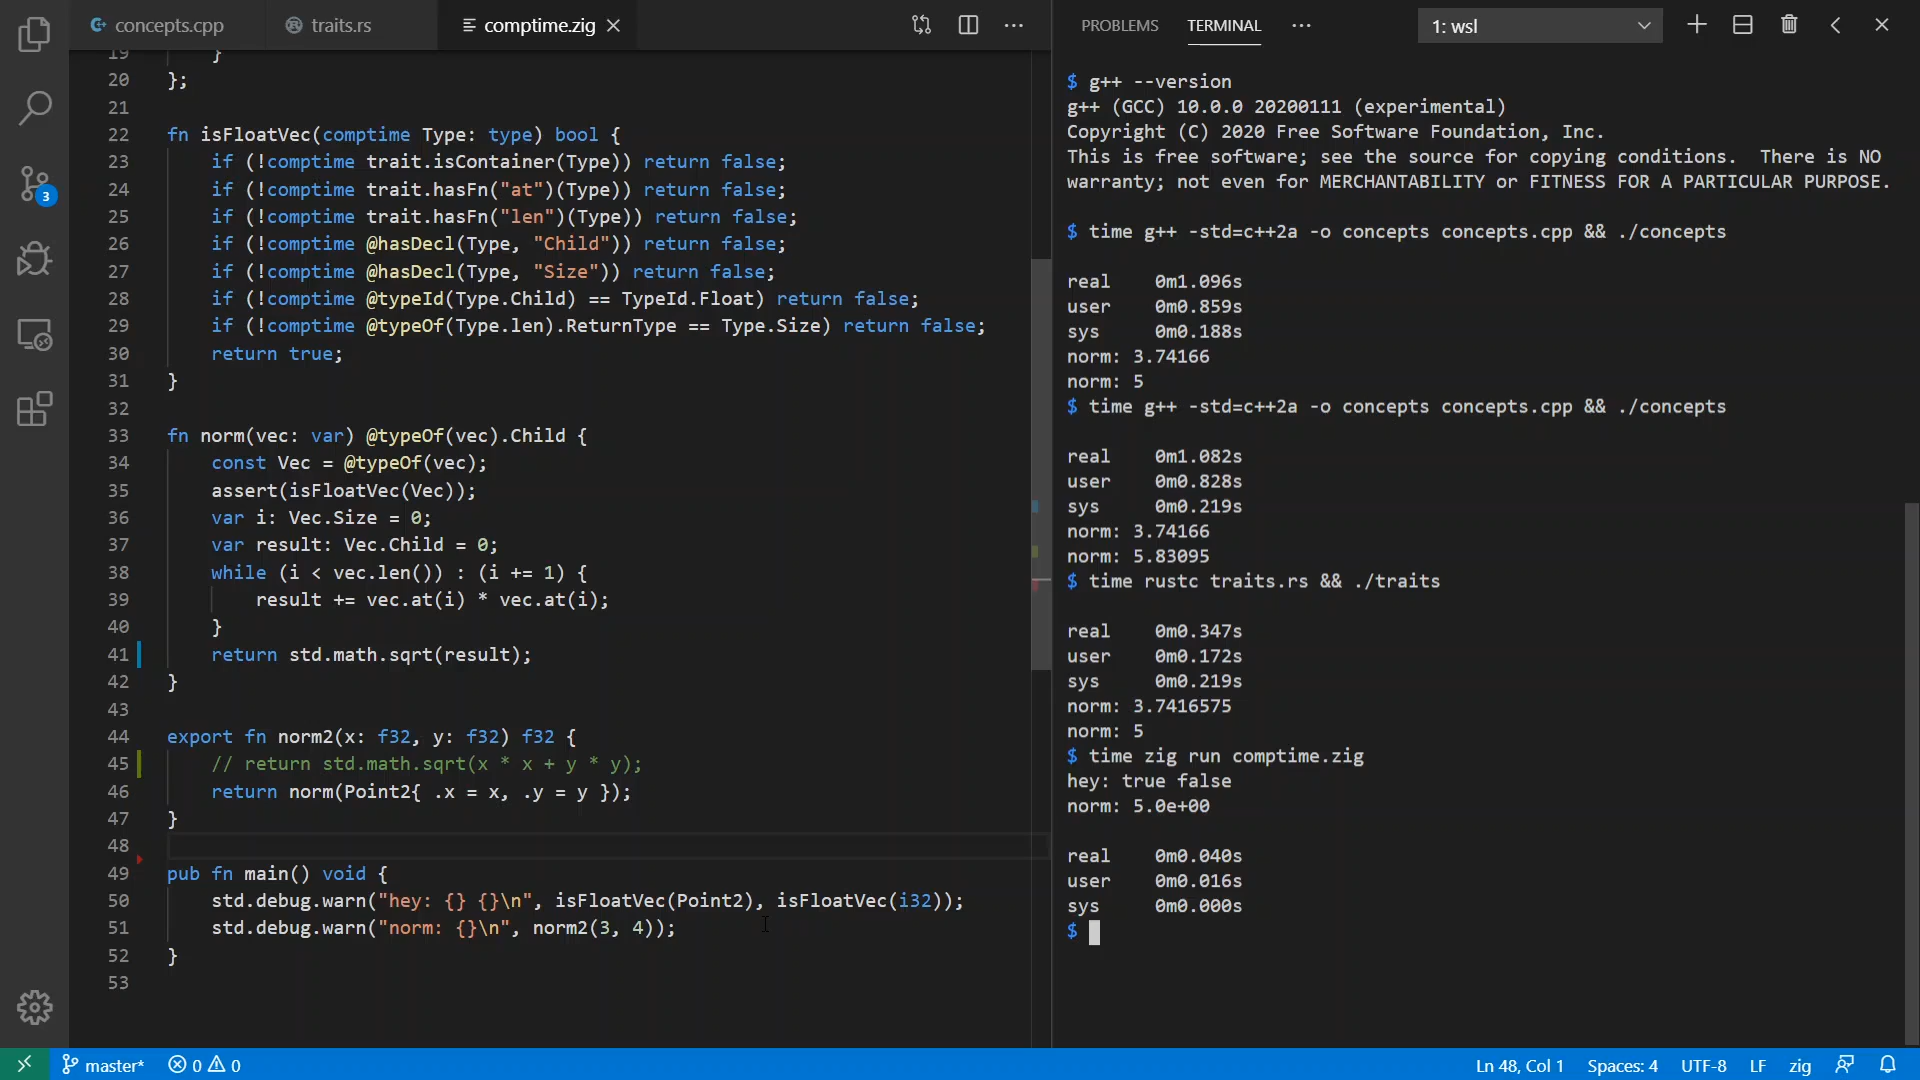 concepts.cpp
traits.rs
comptime.zig
19 }
20 };
21
22 fn isFloatVec(comptime Type: type) bool {
23 if (!comptime trait.isContainer(Type)) return false;
24 if (!comptime trait.hasFn("at")(Type)) return false;
25 if (!comptime trait.hasFn("len")(Type)) return false;
26 if (!comptime @hasDecl(Type, "Child")) return false;
27 if (!comptime @hasDecl(Type, "Size")) return false;
28 if (!comptime @typeId(Type.Child) == TypeId.Float) return false;
29 if (!comptime @typeOf(Type.len).ReturnType == Type.Size) return false;
30 return true;
31 }
32
33 fn norm(vec: var) @typeOf(vec).Child {
34 const Vec = @typeOf(vec);
35 assert(isFloatVec(Vec));
36 var i: Vec.Size = 0;
37 var result: Vec.Child = 0;
38 while (i < vec.len()) : (i += 1) {
39 result += vec.at(i) * vec.at(i);
40 }
41 return std.math.sqrt(result);
42 }
43
44 export fn norm2(x: f32, y: f32) f32 {
45 // return std.math.sqrt(x * x + y * y);
46 return norm(Point2{ .x = x, .y = y });
47 }
48
49 pub fn main() void {
50 std.debug.warn("hey: {} {}\n", isFloatVec(Point2), isFloatVec(i32));
51 std.debug.warn("norm: {}\n", norm2(3, 4));
52 }
53
PROBLEMS TERMINAL 1: wsl
$ g++ --version
g++ (GCC) 10.0.0 20200111 (experimental)
Copyright (C) 2020 Free Software Foundation, Inc.
This is free software; see the source for copying conditions.  There is NO
warranty; not even for MERCHANTABILITY or FITNESS FOR A PARTICULAR PURPOSE.
$ time g++ -std=c++2a -o concepts concepts.cpp && ./concepts
real 0m1.096s
user 0m0.859s
sys 0m0.188s
norm: 3.74166
norm: 5
$ time g++ -std=c++2a -o concepts concepts.cpp && ./concepts
real 0m1.082s
user 0m0.828s
sys 0m0.219s
norm: 3.74166
norm: 5.83095
$ time rustc traits.rs && ./traits
real 0m0.347s
user 0m0.172s
sys 0m0.219s
norm: 3.7416575
norm: 5
$ time zig run comptime.zig
hey: true false
norm: 5.0e+00
real 0m0.040s
user 0m0.016s
sys 0m0.000s
$
3
master* 0 0 Ln 48, Col 1 Spaces: 4 UTF-8 LF zig